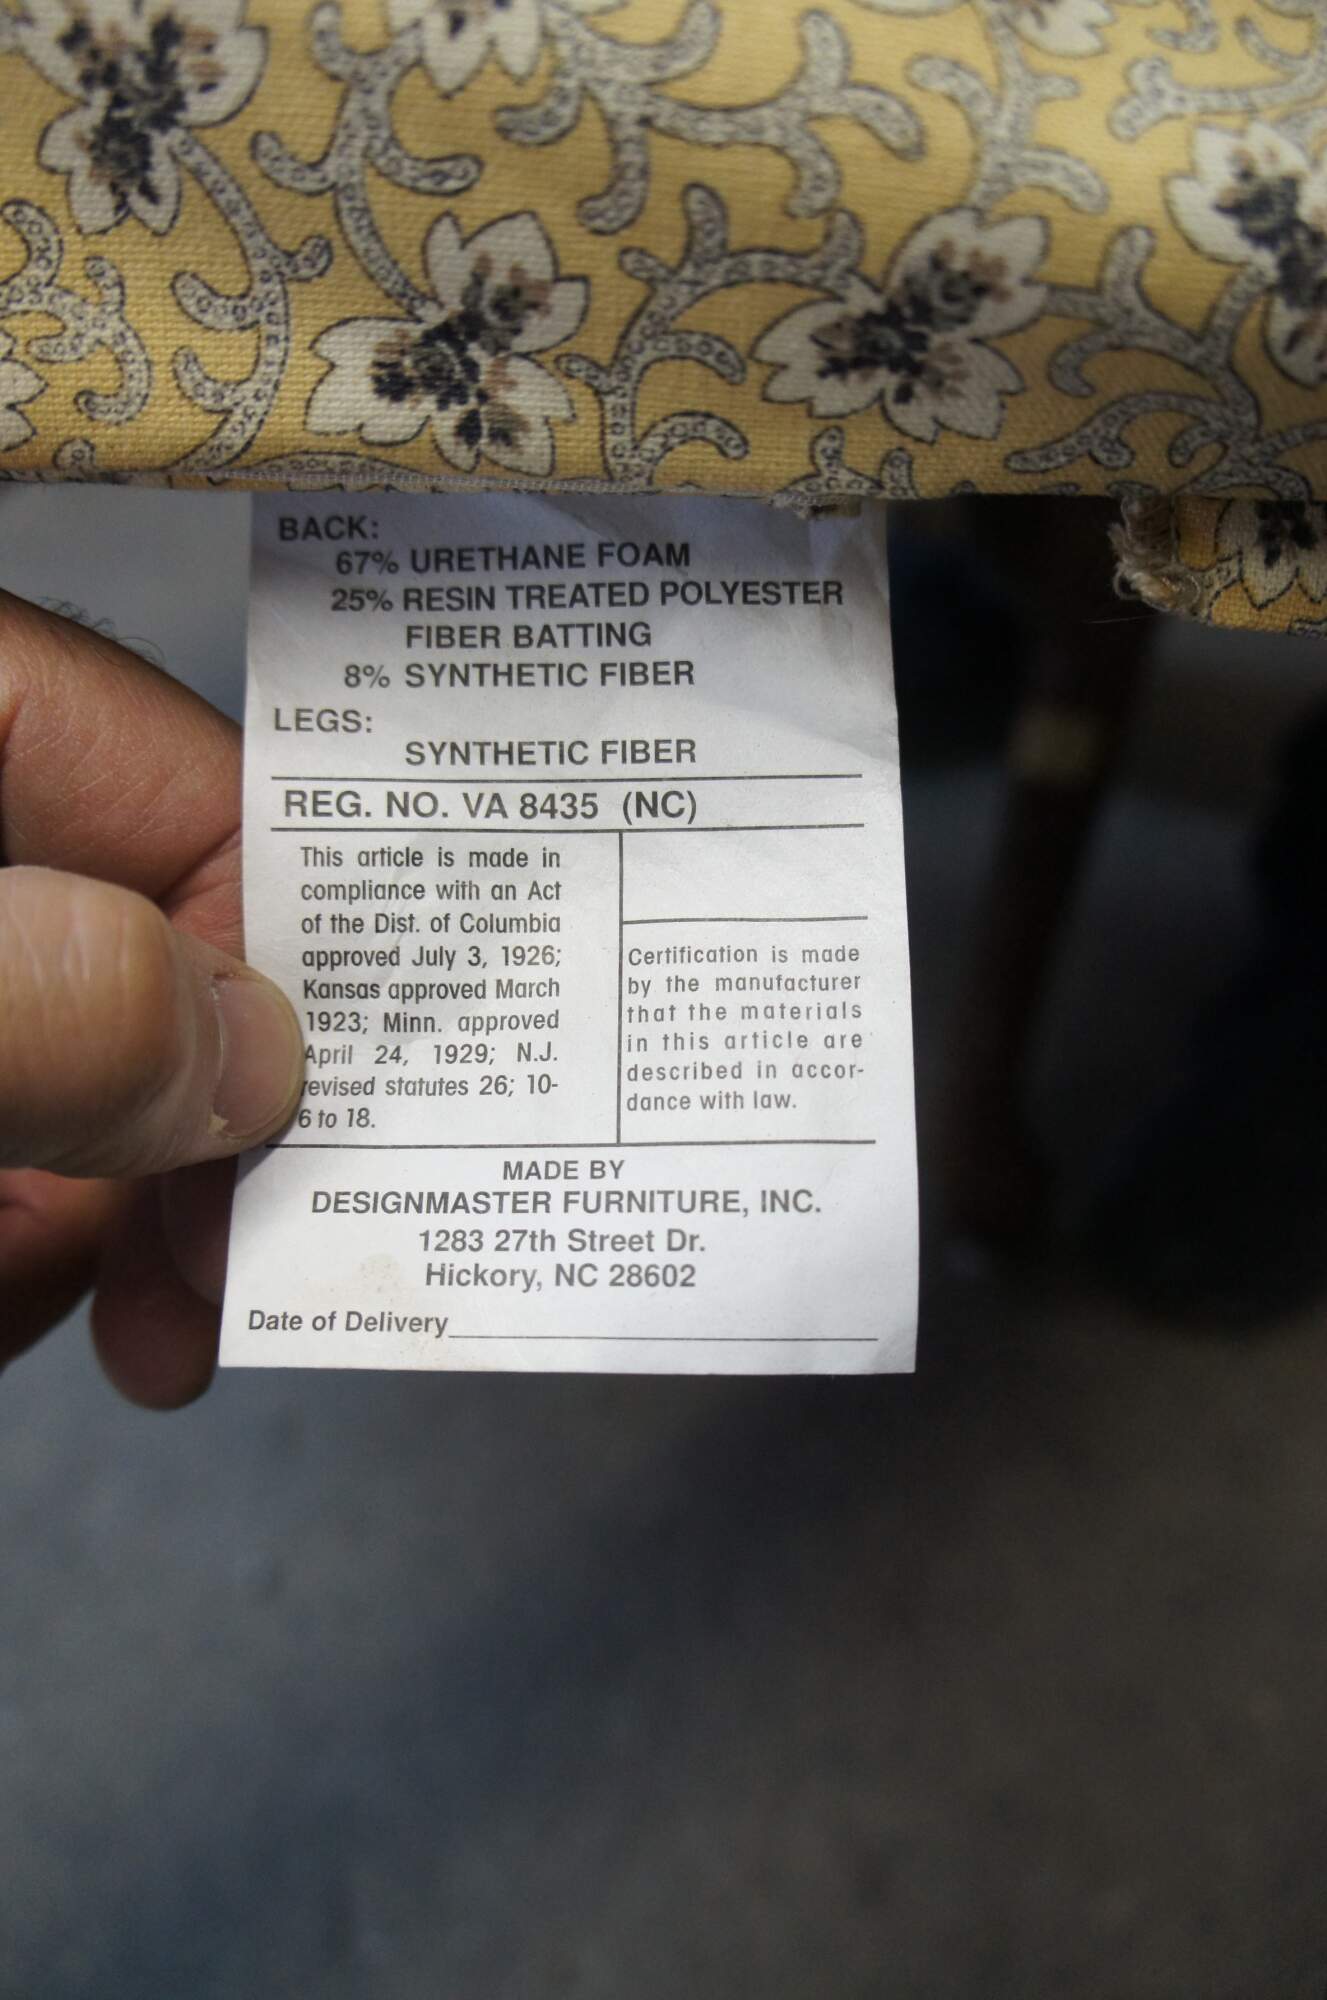 BACK:
67% URETHANE FOAM
25% RESIN TREATED POLYESTER
FIBER BATTING
8% SYNTHETIC FIBER
LEGS:
SYNTHETIC FIBER
REG. NO. VA 8435 (NC)
This article is made in
compliance with an Act
of the Dist. of Columbia
approved July 3, 1926;
Kansas approved March
1923; Minn. approved
April 24, 1929; N.J.
revised statutes 26; 10-
6 to 18.
Certification is made
by the manufacturer
that the materials
in this article are
described in accor-
dance with law.
MADE BY
DESIGNMASTER FURNITURE, INC.
1283 27th Street Dr.
Hickory, NC 28602
Date of Delivery